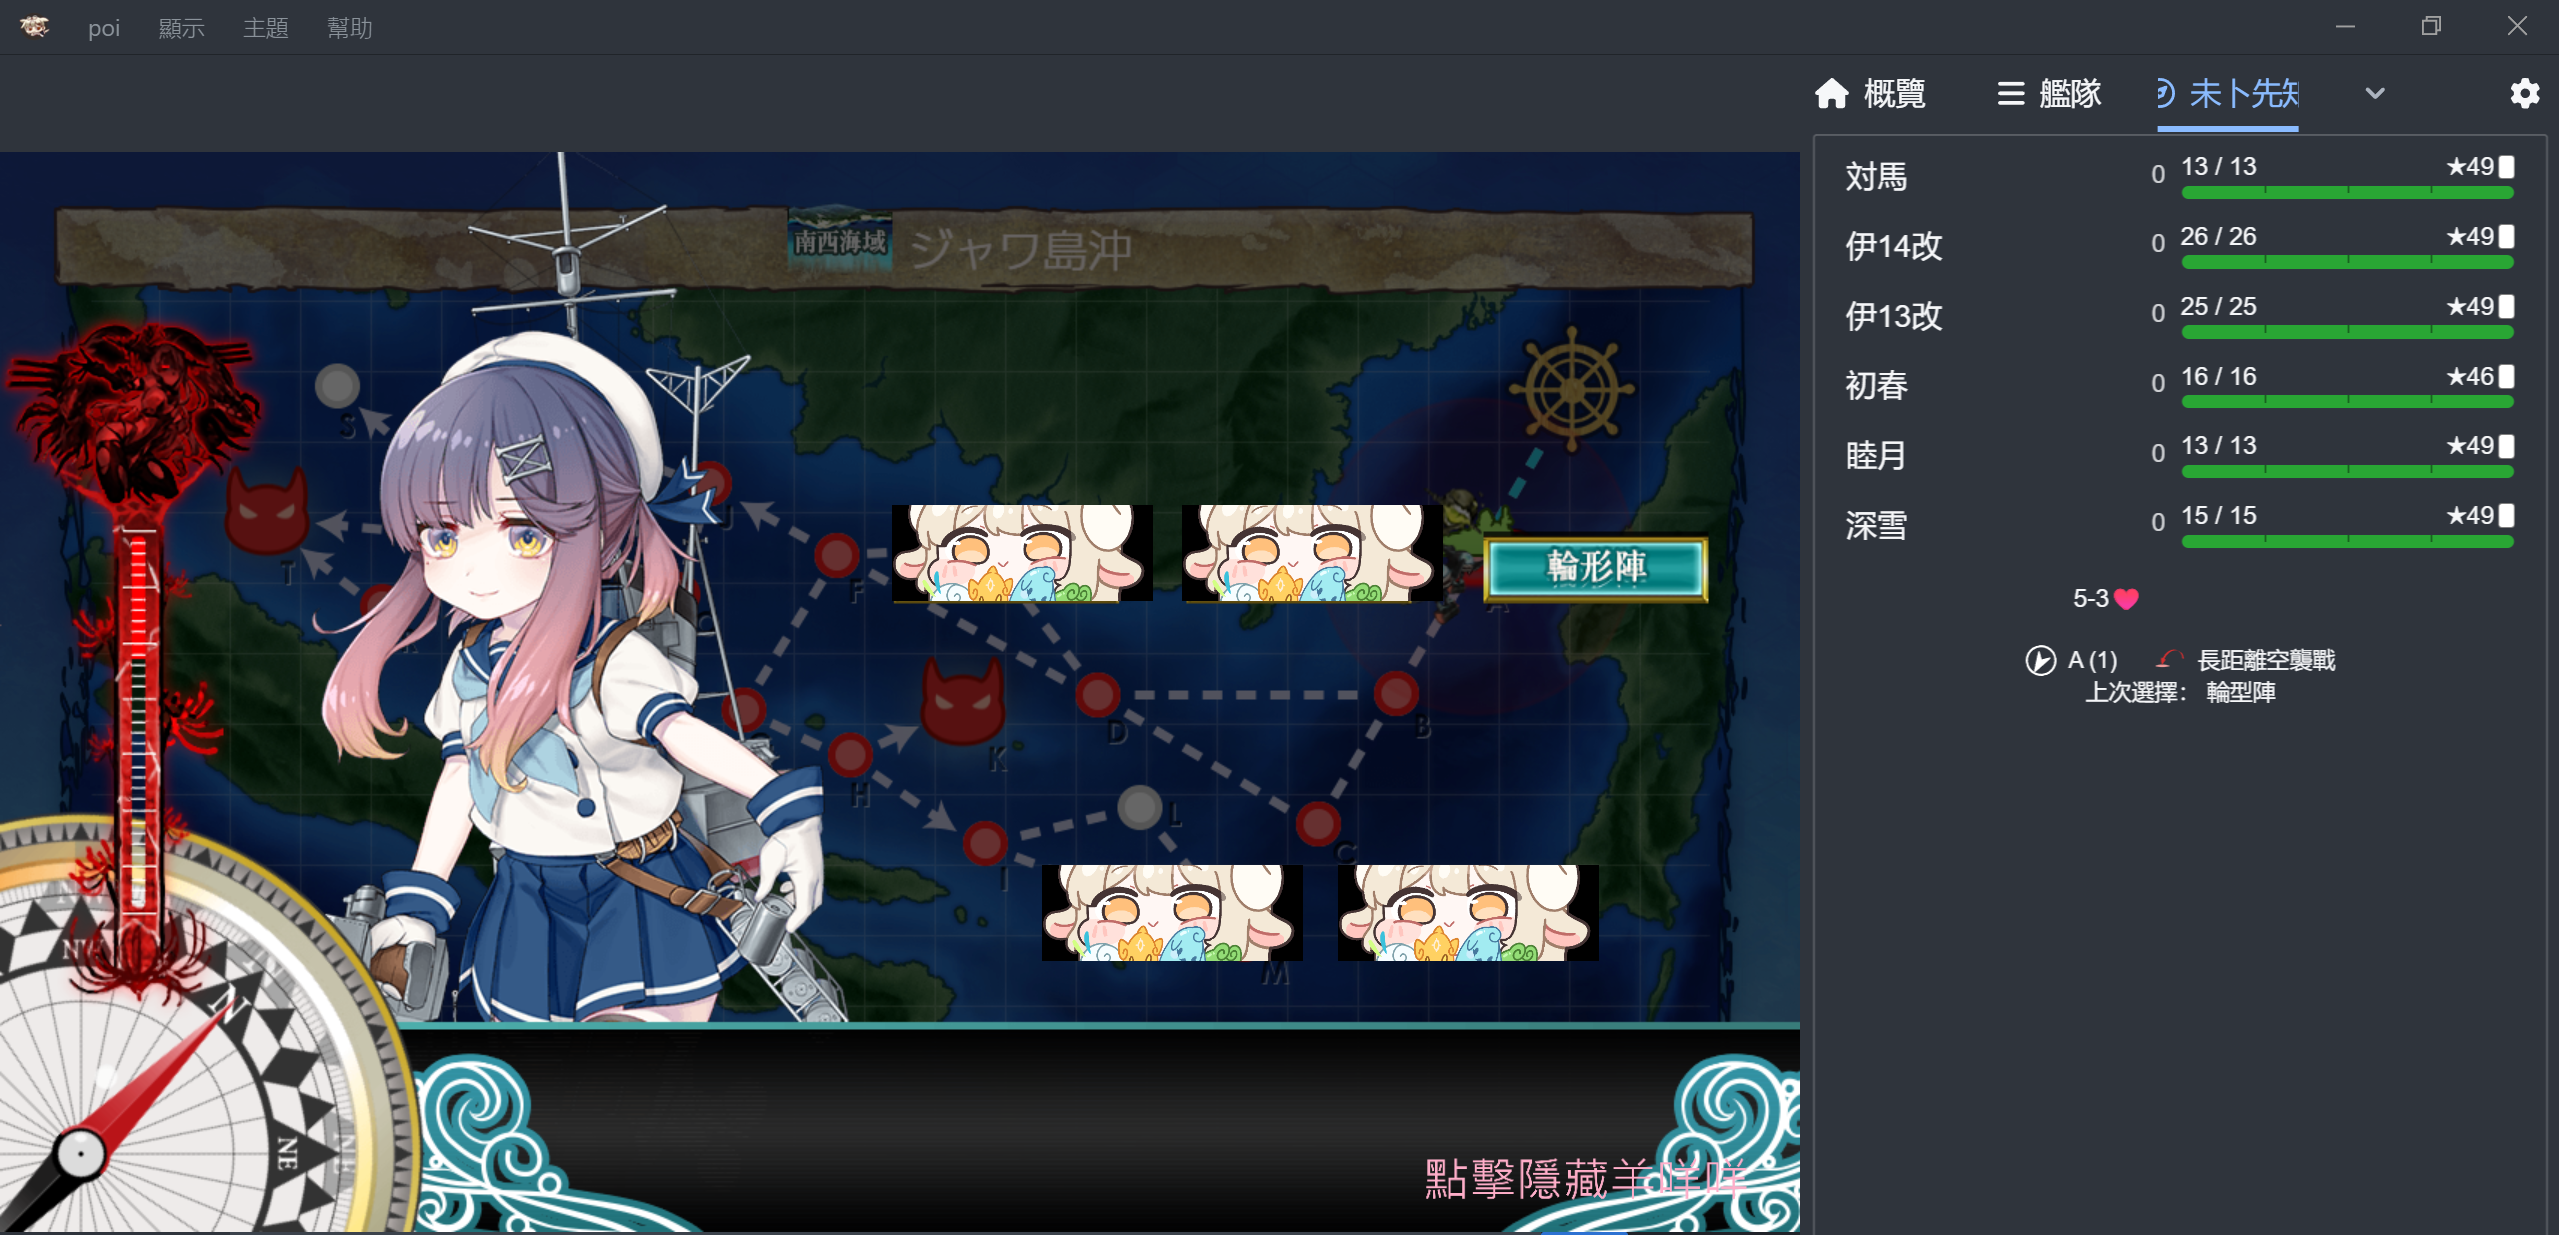 poi 顯示 主題 幫助
概覽 艦隊 未卜先知
南西海域 ジャワ島沖
S
T
J
F
A
D
B
K
H
L
C
I
M
輪形陣
N
NE
NE
點擊隱藏羊咩咩
対馬 0 13 / 13 ★49
伊14改 0 26 / 26 ★49
伊13改 0 25 / 25 ★49
初春 0 16 / 16 ★46
睦月 0 13 / 13 ★49
深雪 0 15 / 15 ★49
5-3
A (1) 長距離空襲戰
上次選擇： 輪型陣